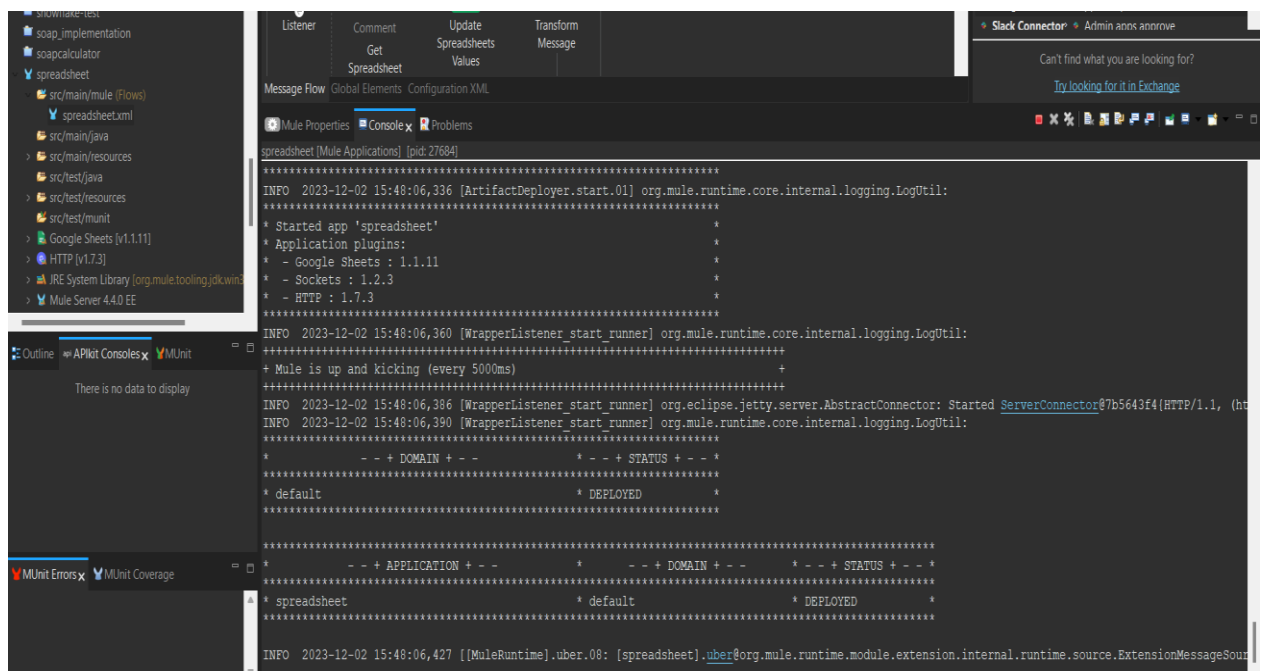 snowflake-test
soap_implementation
soapcalculator
spreadsheet
src/main/mule (Flows)
spreadsheet.xml
src/main/java
src/main/resources
src/test/java
src/test/resources
src/test/munit
Google Sheets [v1.1.11]
HTTP [v1.7.3]
JRE System Library [org.mule.tooling.jdk.win3
Mule Server 4.4.0 EE
Outline APIkit Consoles x MUnit
There is no data to display
MUnit Errors x MUnit Coverage
Listener
Comment
Get
Spreadsheet
Update
Spreadsheets
Values
Transform
Message
Message Flow Global Elements Configuration XML
Slack Connector Admin apps approve
Can't find what you are looking for?
Try looking for it in Exchange
Mule Properties Console x Problems
spreadsheet [Mule Applications] [pid: 27684]
**********************************************************************
INFO 2023-12-02 15:48:06,336 [ArtifactDeployer.start.01] org.mule.runtime.core.internal.logging.LogUtil:
**********************************************************************
* Started app 'spreadsheet' *
* Application plugins: *
* - Google Sheets : 1.1.11 *
* - Sockets : 1.2.3 *
* - HTTP : 1.7.3 *
**********************************************************************
INFO 2023-12-02 15:48:06,360 [WrapperListener_start_runner] org.mule.runtime.core.internal.logging.LogUtil:
++++++++++++++++++++++++++++++++++++++++++++++++++++++++++++++++++++++++++++++++
+ Mule is up and kicking (every 5000ms) +
++++++++++++++++++++++++++++++++++++++++++++++++++++++++++++++++++++++++++++++++
INFO 2023-12-02 15:48:06,386 [WrapperListener_start_runner] org.eclipse.jetty.server.AbstractConnector: Started ServerConnector@7b5643f4{HTTP/1.1, (ht
INFO 2023-12-02 15:48:06,390 [WrapperListener_start_runner] org.mule.runtime.core.internal.logging.LogUtil:
**********************************************************************
* - - + DOMAIN + - - * - - + STATUS + - - *
**********************************************************************
* default * DEPLOYED *
**********************************************************************
*******************************************************************************************************
* - - + APPLICATION + - - * - - + DOMAIN + - - * - - + STATUS + - - *
*******************************************************************************************************
* spreadsheet * default * DEPLOYED *
*******************************************************************************************************
INFO 2023-12-02 15:48:06,427 [[MuleRuntime].uber.08: [spreadsheet].uber@org.mule.runtime.module.extension.internal.runtime.source.ExtensionMessageSour